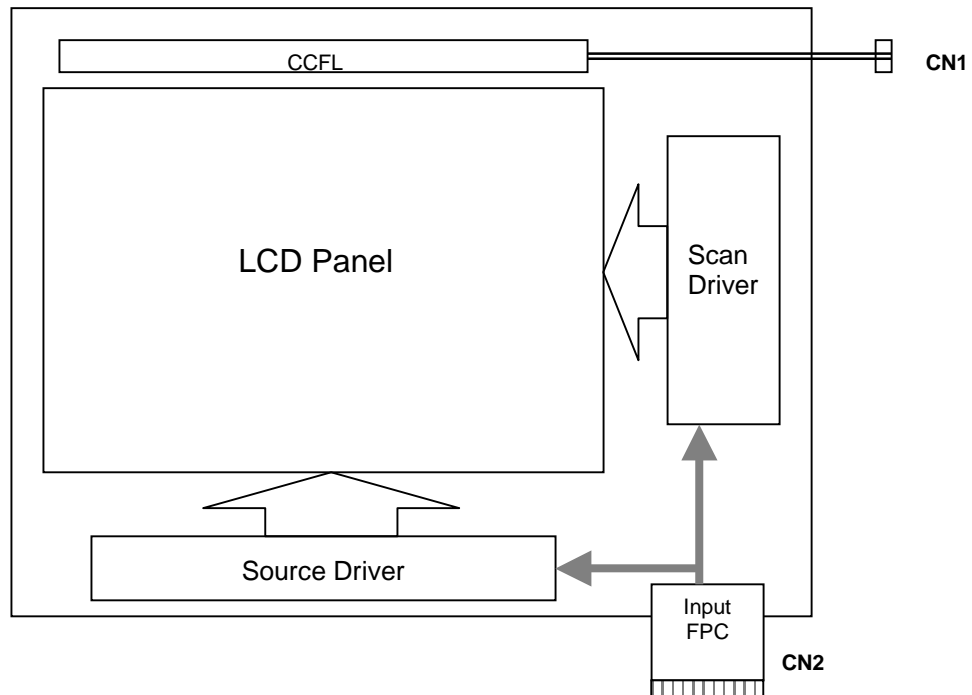 CCFL
CN1
LCD Panel
Scan
Driver
Source Driver
Input
FPC
CN2